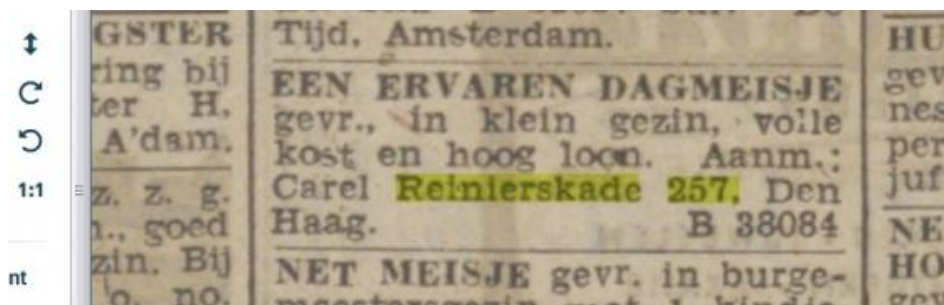 GSTER
ring bij
ter H.
A'dam.
z. z. g.
n., goed
zin. Bij
o. no.
Tijd, Amsterdam.
EEN ERVAREN DAGMEISJE
gevr., in klein gezin, volle
kost en hoog loon. Aanm.:
Carel Reinierskade 257, Den
Haag. B 38084
NET MEISJE gevr. in burge-
HU
gev
nes
per
juf
NE
HO
1:1
nt